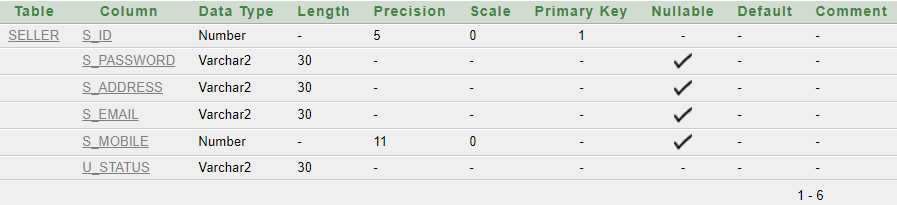 Table Column Data Type Length Precision Scale Primary Key Nullable Default Comment
SELLER S_ID Number - 5 0 1 - - -
S_PASSWORD Varchar2 30 - - - ✓ - -
S_ADDRESS Varchar2 30 - - - ✓ - -
S_EMAIL Varchar2 30 - - - ✓ - -
S_MOBILE Number - 11 0 - ✓ - -
U_STATUS Varchar2 30 - - - - - -
1 - 6